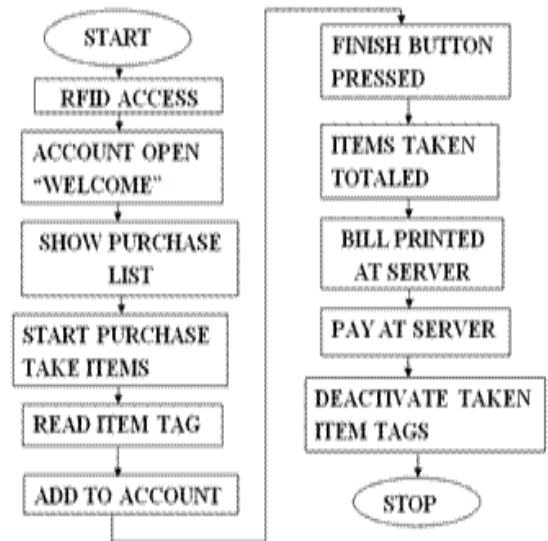 START
RFID ACCESS
ACCOUNT OPEN
“WELCOME”
SHOW PURCHASE
LIST
START PURCHASE
TAKE ITEMS
READ ITEM TAG
ADD TO ACCOUNT
FINISH BUTTON
PRESSED
ITEMS TAKEN
TOTALED
BILL PRINTED
AT SERVER
PAY AT SERVER
DEACTIVATE TAKEN
ITEM TAGS
STOP